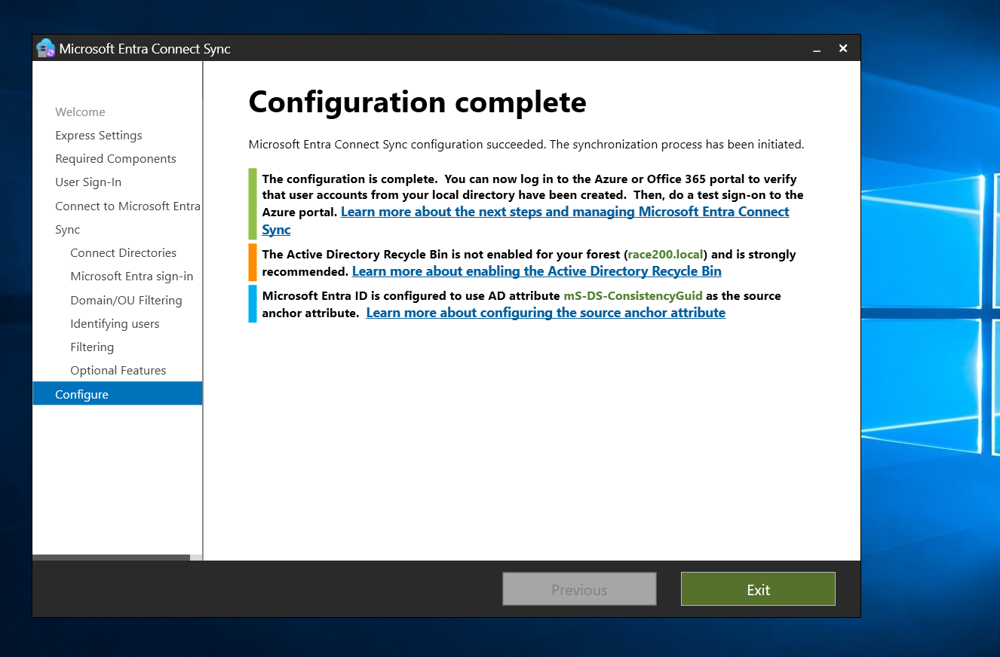 Microsoft Entra Connect Sync
Welcome
Express Settings
Required Components
User Sign-In
Connect to Microsoft Entra
Sync
Connect Directories
Microsoft Entra sign-in
Domain/OU Filtering
Identifying users
Filtering
Optional Features
Configure
Configuration complete
Microsoft Entra Connect Sync configuration succeeded. The synchronization process has been initiated.
The configuration is complete.  You can now log in to the Azure or Office 365 portal to verify
that user accounts from your local directory have been created.  Then, do a test sign-on to the
Azure portal. Learn more about the next steps and managing Microsoft Entra Connect
Sync
The Active Directory Recycle Bin is not enabled for your forest (race200.local) and is strongly
recommended. Learn more about enabling the Active Directory Recycle Bin
Microsoft Entra ID is configured to use AD attribute mS-DS-ConsistencyGuid as the source
anchor attribute.  Learn more about configuring the source anchor attribute
Previous
Exit